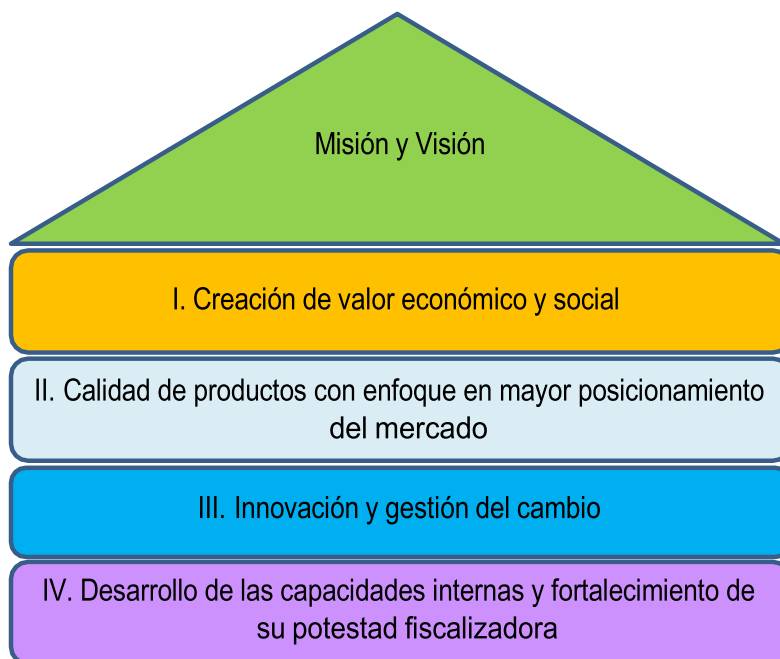 Misión y Visión
I. Creación de valor económico y social
II. Calidad de productos con enfoque en mayor posicionamiento
del mercado
III. Innovación y gestión del cambio
IV. Desarrollo de las capacidades internas y fortalecimiento de
su potestad fiscalizadora